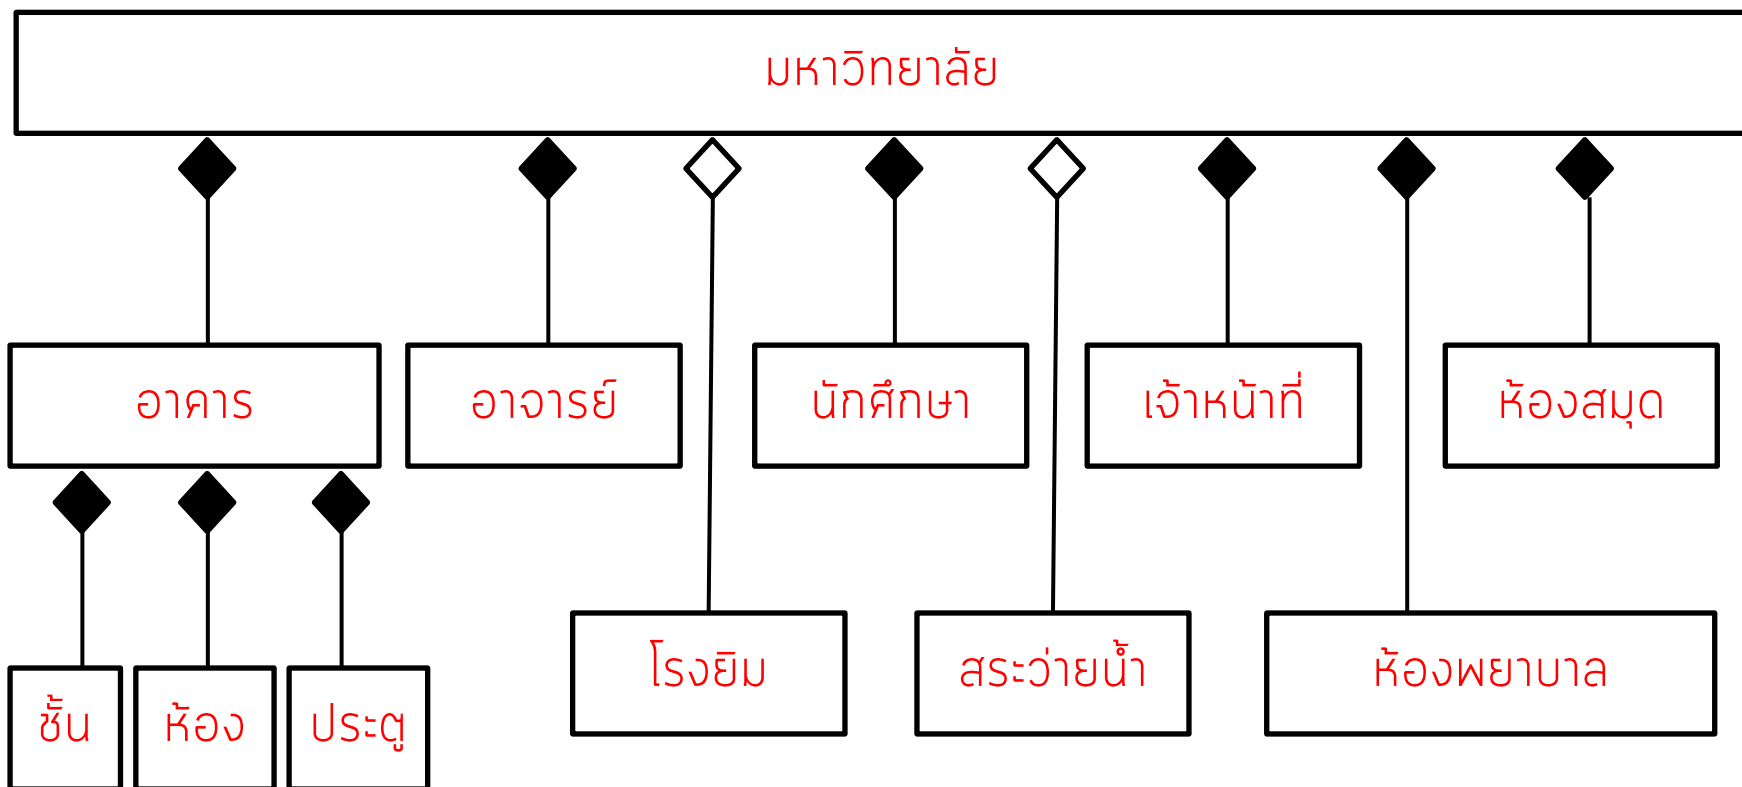 มหาวิทยาลัย
อาคาร
อาจารย์
นักศึกษา
เจ้าหน้าที่
ห้องสมุด
โรงยิม
สระว่ายน้ำ
ห้องพยาบาล
ชั้น
ห้อง
ประตู